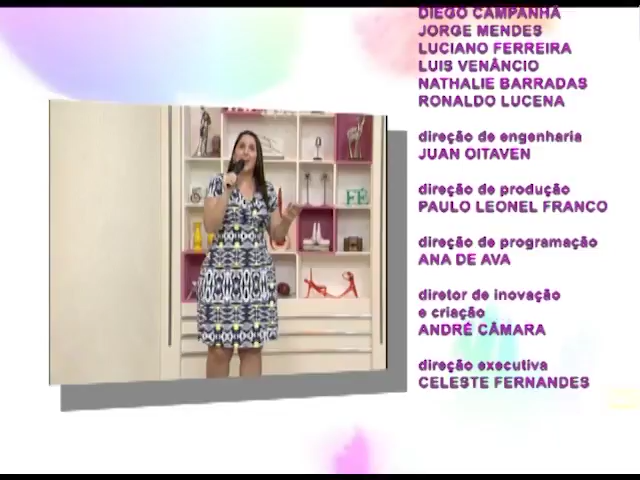 DIEGO CAMPANHÃ
JORGE MENDES
LUCIANO FERREIRA
LUIS VENÂNCIO
NATHALIE BARRADAS
RONALDO LUCENA
direção de engenharia
JUAN OITAVEN
direção de produção
PAULO LEONEL FRANCO
direção de programação
ANA DE AVA
diretor de inovação
e criação
ANDRÉ CÂMARA
direção executiva
CELESTE FERNANDES
FÉ